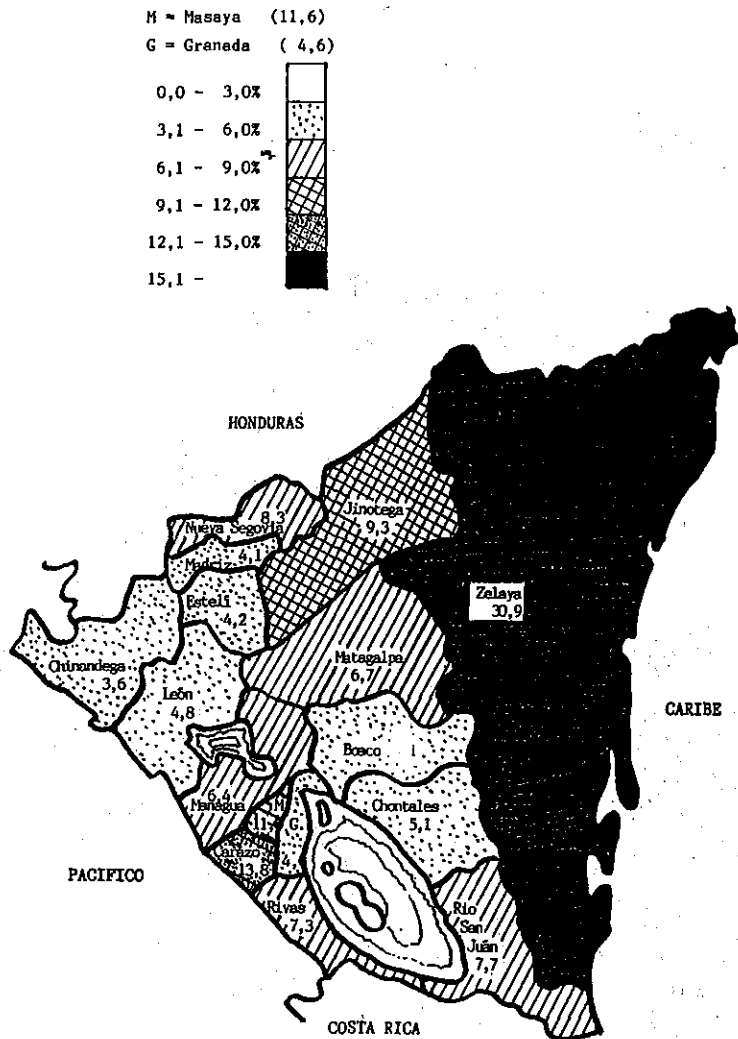 M = Masaya (11,6)
G = Granada ( 4,6)
0,0 - 3,0%
3,1 - 6,0%
6,1 - 9,0%
9,1 - 12,0%
12,1 - 15,0%
15,1 -
HONDURAS
Jinotega
9,3
8,3
Nueva Segovia
Madriz 4,1
Estelí
4,2
Zelaya
30,9
Chinandega
3,6
León
4,8
Matagalpa
6,7
CARIBE
Boaco
6,4
Managua
M
G.
Chontales
5,1
Carazo
13,8
PACIFICO
Rivas
7,3
Rio
San
Juán
7,7
COSTA RICA